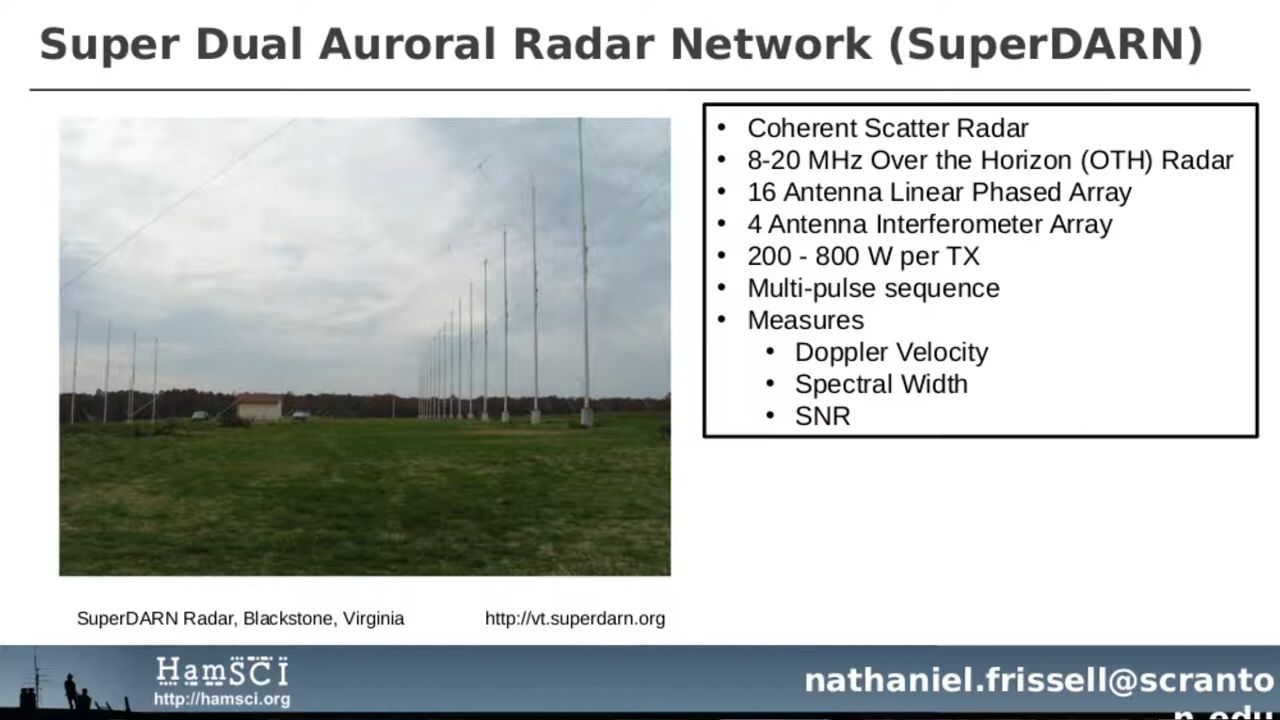 Super Dual Auroral Radar Network (SuperDARN)
• Coherent Scatter Radar
• 8-20 MHz Over the Horizon (OTH) Radar
• 16 Antenna Linear Phased Array
• 4 Antenna Interferometer Array
• 200 - 800 W per TX
• Multi-pulse sequence
• Measures
• Doppler Velocity
• Spectral Width
• SNR
SuperDARN Radar, Blackstone, Virginia
http://vt.superdarn.org
HamSCI
http://hamsci.org
nathaniel.frissell@scranto
n.edu